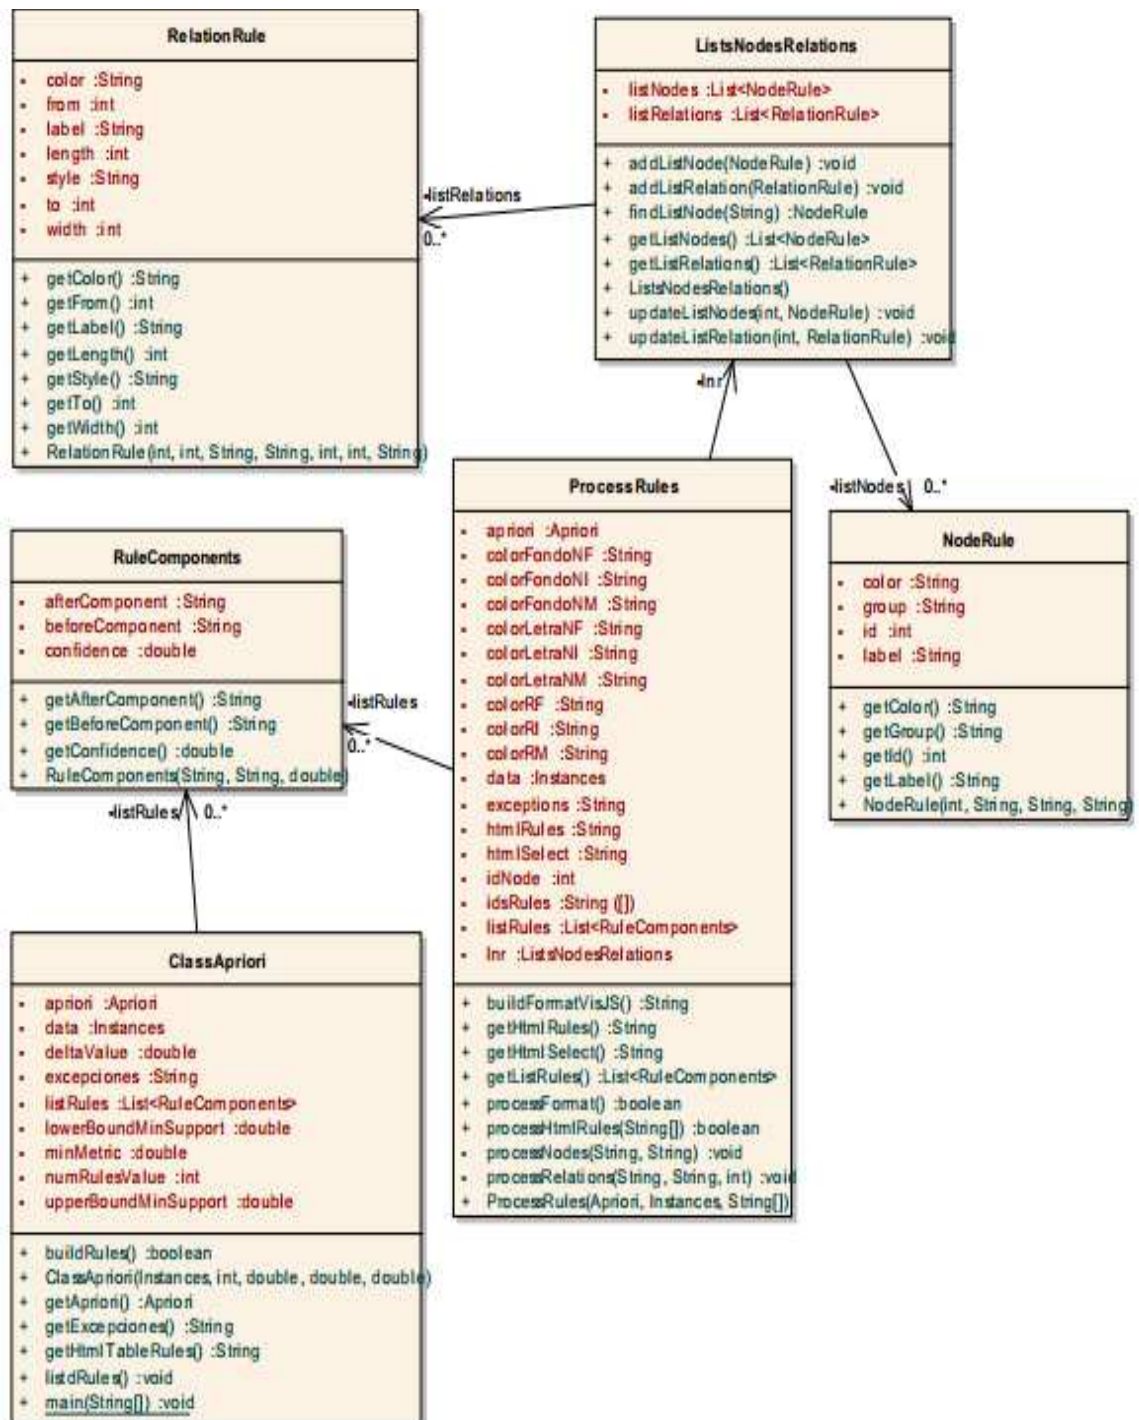 RelationRule
- color :String
- from :int
- label :String
- length :int
- style :String
- to :int
- width :int
+ getColor() :String
+ getFrom() :int
+ getLabel() :String
+ getLength() :int
+ getStyle() :String
+ getTo() :int
+ getWidth() :int
+ RelationRule(int, int, String, String, int, int, String)
ListsNodesRelations
- listNodes :List<NodeRule>
- listRelations :List<RelationRule>
+ addListNode(NodeRule) :void
+ addListRelation(RelationRule) :void
+ findListNode(String) :NodeRule
+ getListNodes() :List<NodeRule>
+ getListRelations() :List<RelationRule>
+ ListsNodesRelations()
+ updateListNodes(int, NodeRule) :void
+ updateListRelation(int, RelationRule) :void
-listRelations
0..*
-lnr
-listNodes 0..*
RuleComponents
- afterComponent :String
- beforeComponent :String
- confidence :double
+ getAfterComponent() :String
+ getBeforeComponent() :String
+ getConfidence() :double
+ RuleComponents(String, String, double)
-listRules
0..*
-listRules 0..*
ProcessRules
- apriori :Apriori
- colorFondoNF :String
- colorFondoNI :String
- colorFondoNM :String
- colorLetraNF :String
- colorLetraNI :String
- colorLetraNM :String
- colorRF :String
- colorRI :String
- colorRM :String
- data :Instances
- exceptions :String
- htmlRules :String
- htmlSelect :String
- idNode :int
- idsRules :String ([])
- listRules :List<RuleComponents>
- lnr :ListsNodesRelations
+ buildFormatVisJS() :String
+ getHtmlRules() :String
+ getHtmlSelect() :String
+ getListRules() :List<RuleComponents>
+ processFormat() :boolean
+ processHtmlRules(String[]) :boolean
- processNodes(String, String) :void
- processRelations(String, String, int) :void
+ ProcessRules(Apriori, Instances, String[])
NodeRule
- color :String
- group :String
- id :int
- label :String
+ getColor() :String
+ getGroup() :String
+ getId() :int
+ getLabel() :String
+ NodeRule(int, String, String, String)
ClassApriori
- apriori :Apriori
- data :Instances
- deltaValue :double
- excepciones :String
- listRules :List<RuleComponents>
- lowerBoundMinSupport :double
- minMetric :double
- numRulesValue :int
- upperBoundMinSupport :double
+ buildRules() :boolean
+ ClassApriori(Instances, int, double, double, double)
+ getApriori() :Apriori
+ getExcepciones() :String
+ getHtmlTableRules() :String
+ listdRules() :void
+ main(String[]) :void